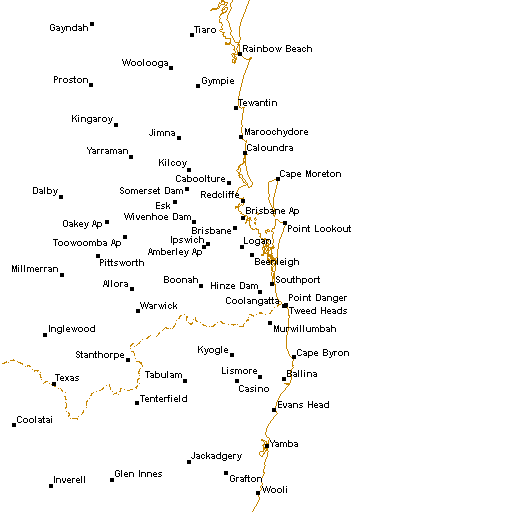 Gayndah
Tiaro
Rainbow Beach
Woolooga
Proston
Gympie
Tewantin
Kingaroy
Jimna
Maroochydore
Caloundra
Yarraman
Kilcoy
Caboolture
Cape Moreton
Dalby
Somerset Dam
Redcliffe
Esk
Brisbane Ap
Wivenhoe Dam
Oakey Ap
Brisbane
Point Lookout
Toowoomba Ap
Ipswich
Logan
Amberley Ap
Pittsworth
Beenleigh
Millmerran
Allora
Boonah
Hinze Dam
Southport
Coolangatta
Point Danger
Warwick
Tweed Heads
Inglewood
Murwillumbah
Stanthorpe
Kyogle
Cape Byron
Texas
Tabulam
Lismore
Ballina
Casino
Tenterfield
Evans Head
Coolatai
Yamba
Jackadgery
Inverell
Glen Innes
Grafton
Wooli